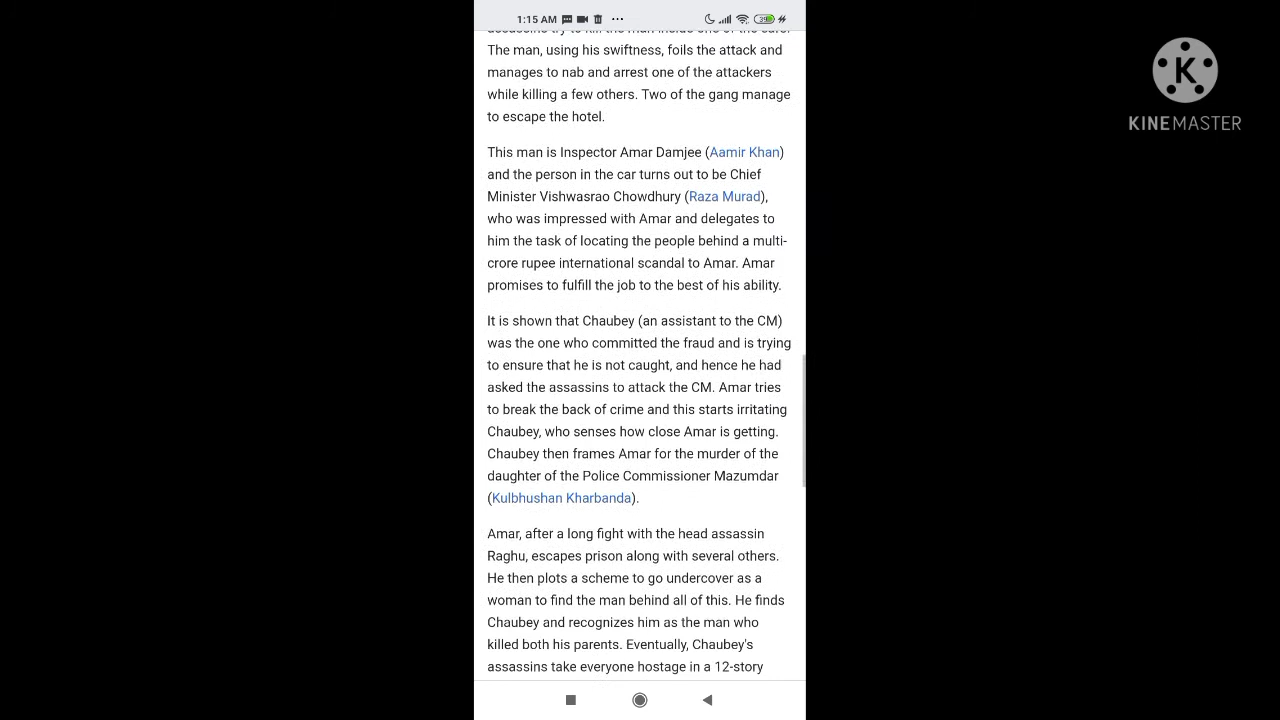 1:15 AM
39
The man, using his swiftness, foils the attack and
manages to nab and arrest one of the attackers
while killing a few others. Two of the gang manage
to escape the hotel.
This man is Inspector Amar Damjee (Aamir Khan)
and the person in the car turns out to be Chief
Minister Vishwasrao Chowdhury (Raza Murad),
who was impressed with Amar and delegates to
him the task of locating the people behind a multi-
crore rupee international scandal to Amar. Amar
promises to fulfill the job to the best of his ability.
It is shown that Chaubey (an assistant to the CM)
was the one who committed the fraud and is trying
to ensure that he is not caught, and hence he had
asked the assassins to attack the CM. Amar tries
to break the back of crime and this starts irritating
Chaubey, who senses how close Amar is getting.
Chaubey then frames Amar for the murder of the
daughter of the Police Commissioner Mazumdar
(Kulbhushan Kharbanda).
Amar, after a long fight with the head assassin
Raghu, escapes prison along with several others.
He then plots a scheme to go undercover as a
woman to find the man behind all of this. He finds
Chaubey and recognizes him as the man who
killed both his parents. Eventually, Chaubey's
assassins take everyone hostage in a 12-story
K
KINEMASTER